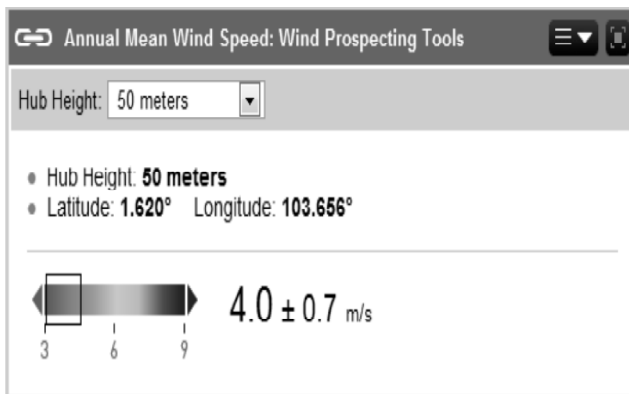 Annual Mean Wind Speed: Wind Prospecting Tools
Hub Height: 50 meters
Hub Height: 50 meters
Latitude: 1.620° Longitude: 103.656°
4.0 ± 0.7 m/s
3 6 9